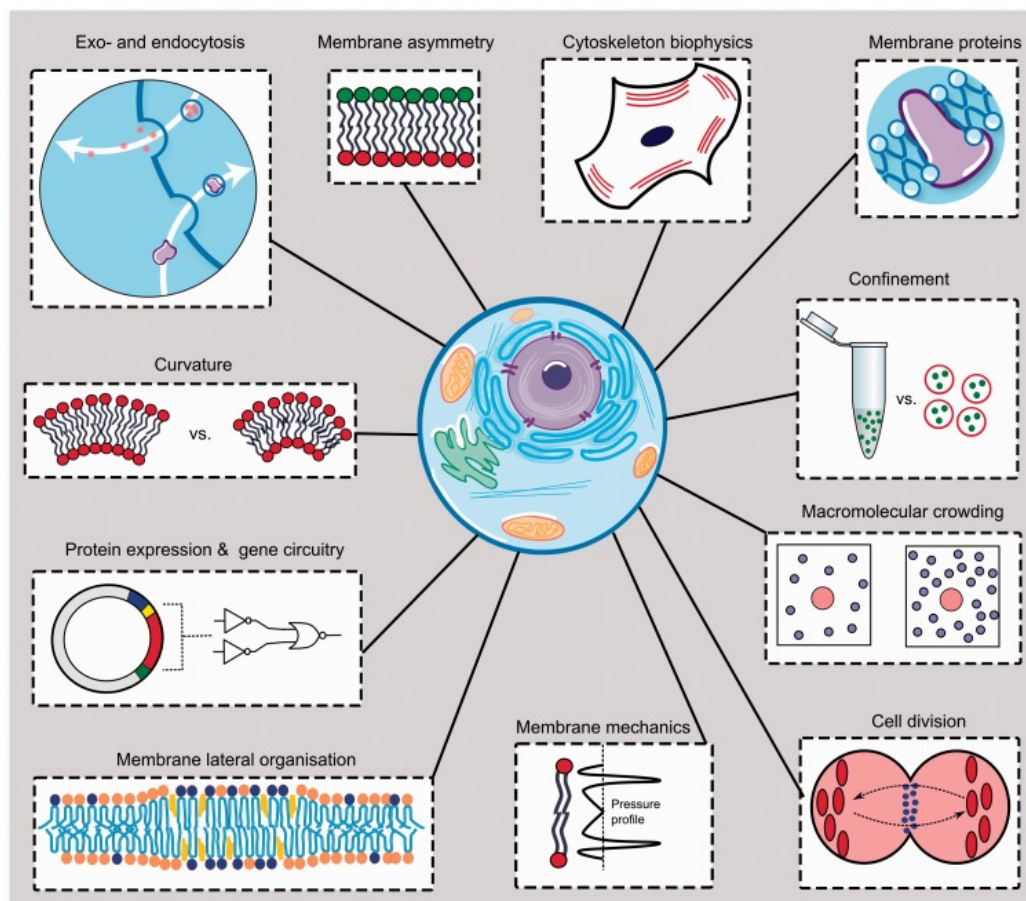 Exo- and endocytosis
Membrane asymmetry
Cytoskeleton biophysics
Membrane proteins
Confinement
vs.
Curvature
vs.
Macromolecular crowding
Protein expression & gene circuitry
Membrane mechanics
Pressure
profile
Cell division
Membrane lateral organisation